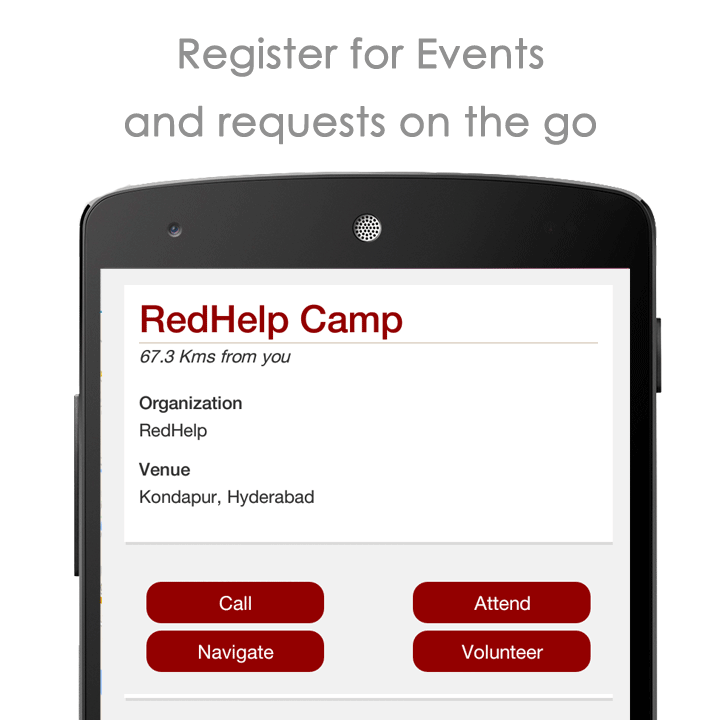 Register for Events
and requests on the go
RedHelp Camp
67.3 Kms from you
Organization
RedHelp
Venue
Kondapur, Hyderabad
Call
Attend
Navigate
Volunteer